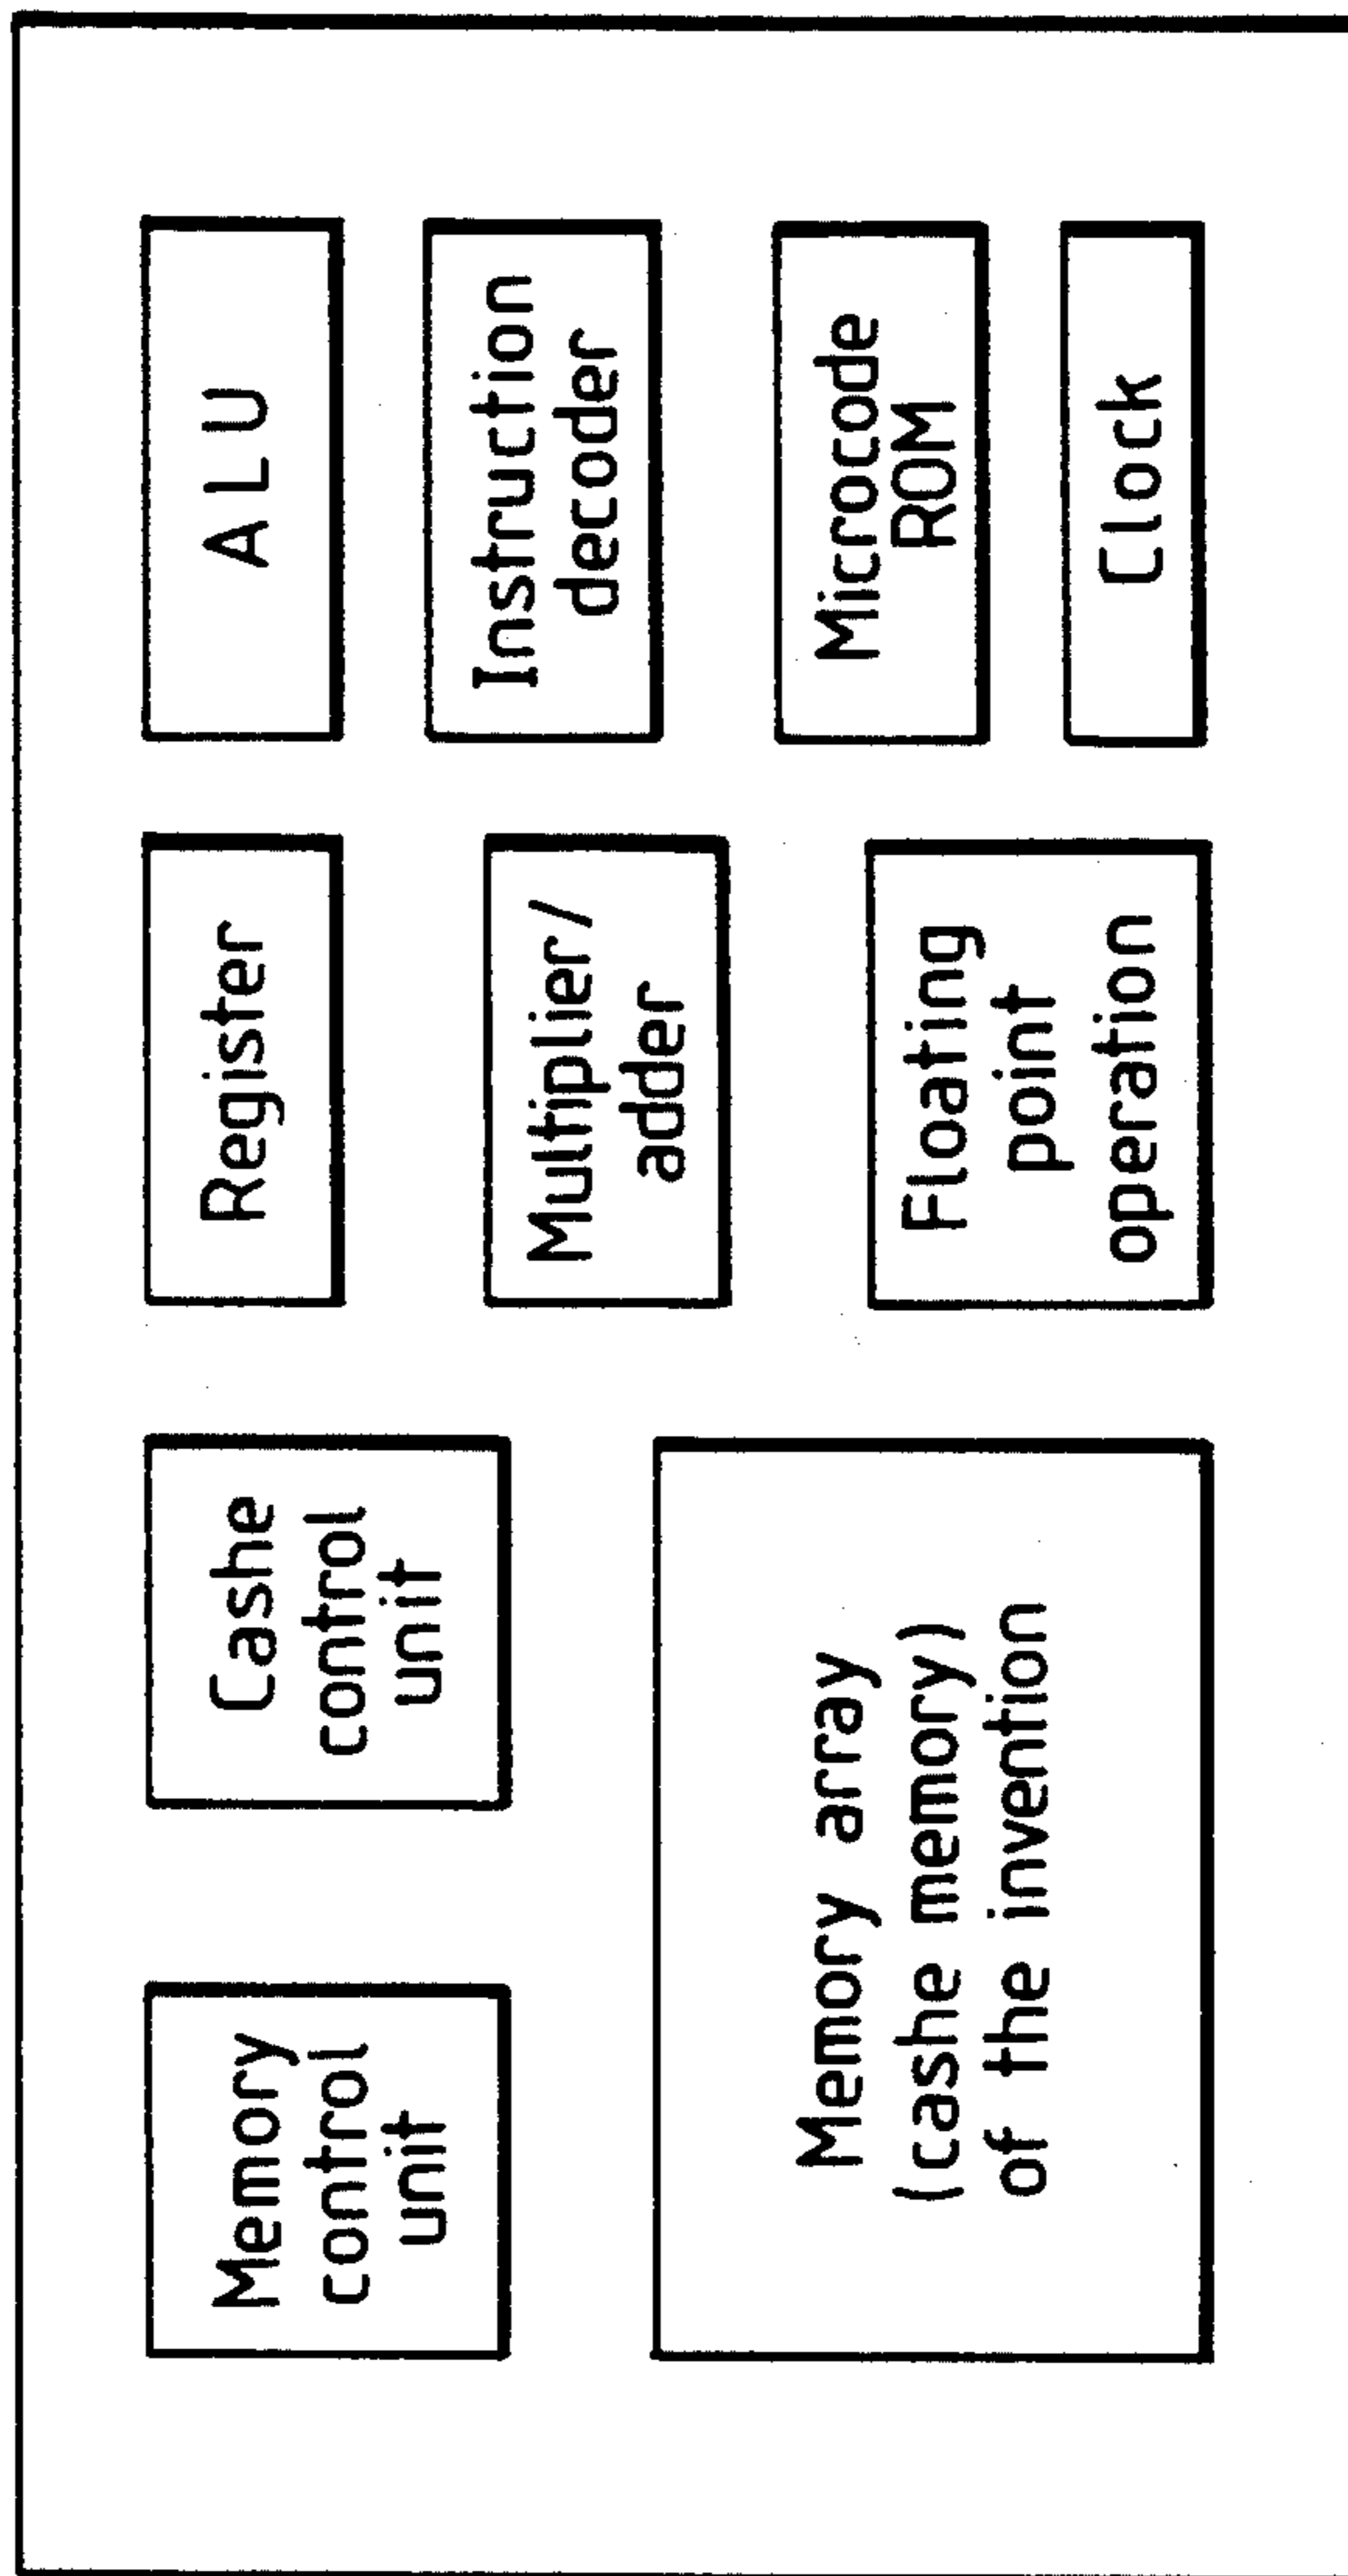 Memory
control
unit
Cashe
control
unit
Register
A L U
Multiplier/
adder
Instruction
decoder
Memory array
(cashe memory)
of the invention
Floating
point
operation
Microcode
ROM
Clock